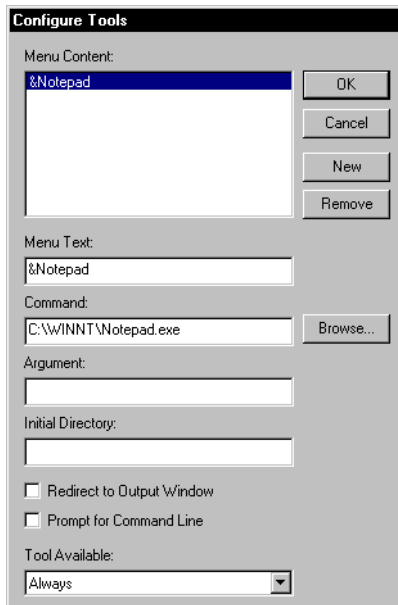 Configure Tools
Menu Content:
&Notepad
OK
Cancel
New
Remove
Menu Text:
&Notepad
Command:
C:\WINNT\Notepad.exe
Browse...
Argument:
Initial Directory:
Redirect to Output Window
Prompt for Command Line
Tool Available:
Always